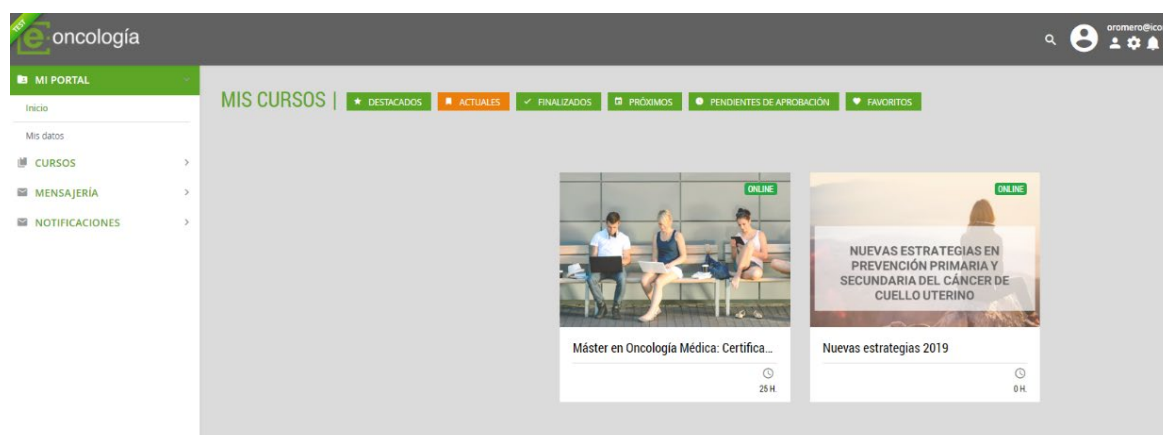 TEST
e oncología
oromero@ico
MI PORTAL
Inicio
Mis datos
CURSOS
MENSAJERÍA
NOTIFICACIONES
MIS CURSOS |
DESTACADOS
ACTUALES
FINALIZADOS
PRÓXIMOS
PENDIENTES DE APROBACIÓN
FAVORITOS
ONLINE
Máster en Oncología Médica: Certifica...
25 H.
ONLINE
NUEVAS ESTRATEGIAS EN
PREVENCIÓN PRIMARIA Y
SECUNDARIA DEL CÁNCER DE
CUELLO UTERINO
Nuevas estrategias 2019
0 H.